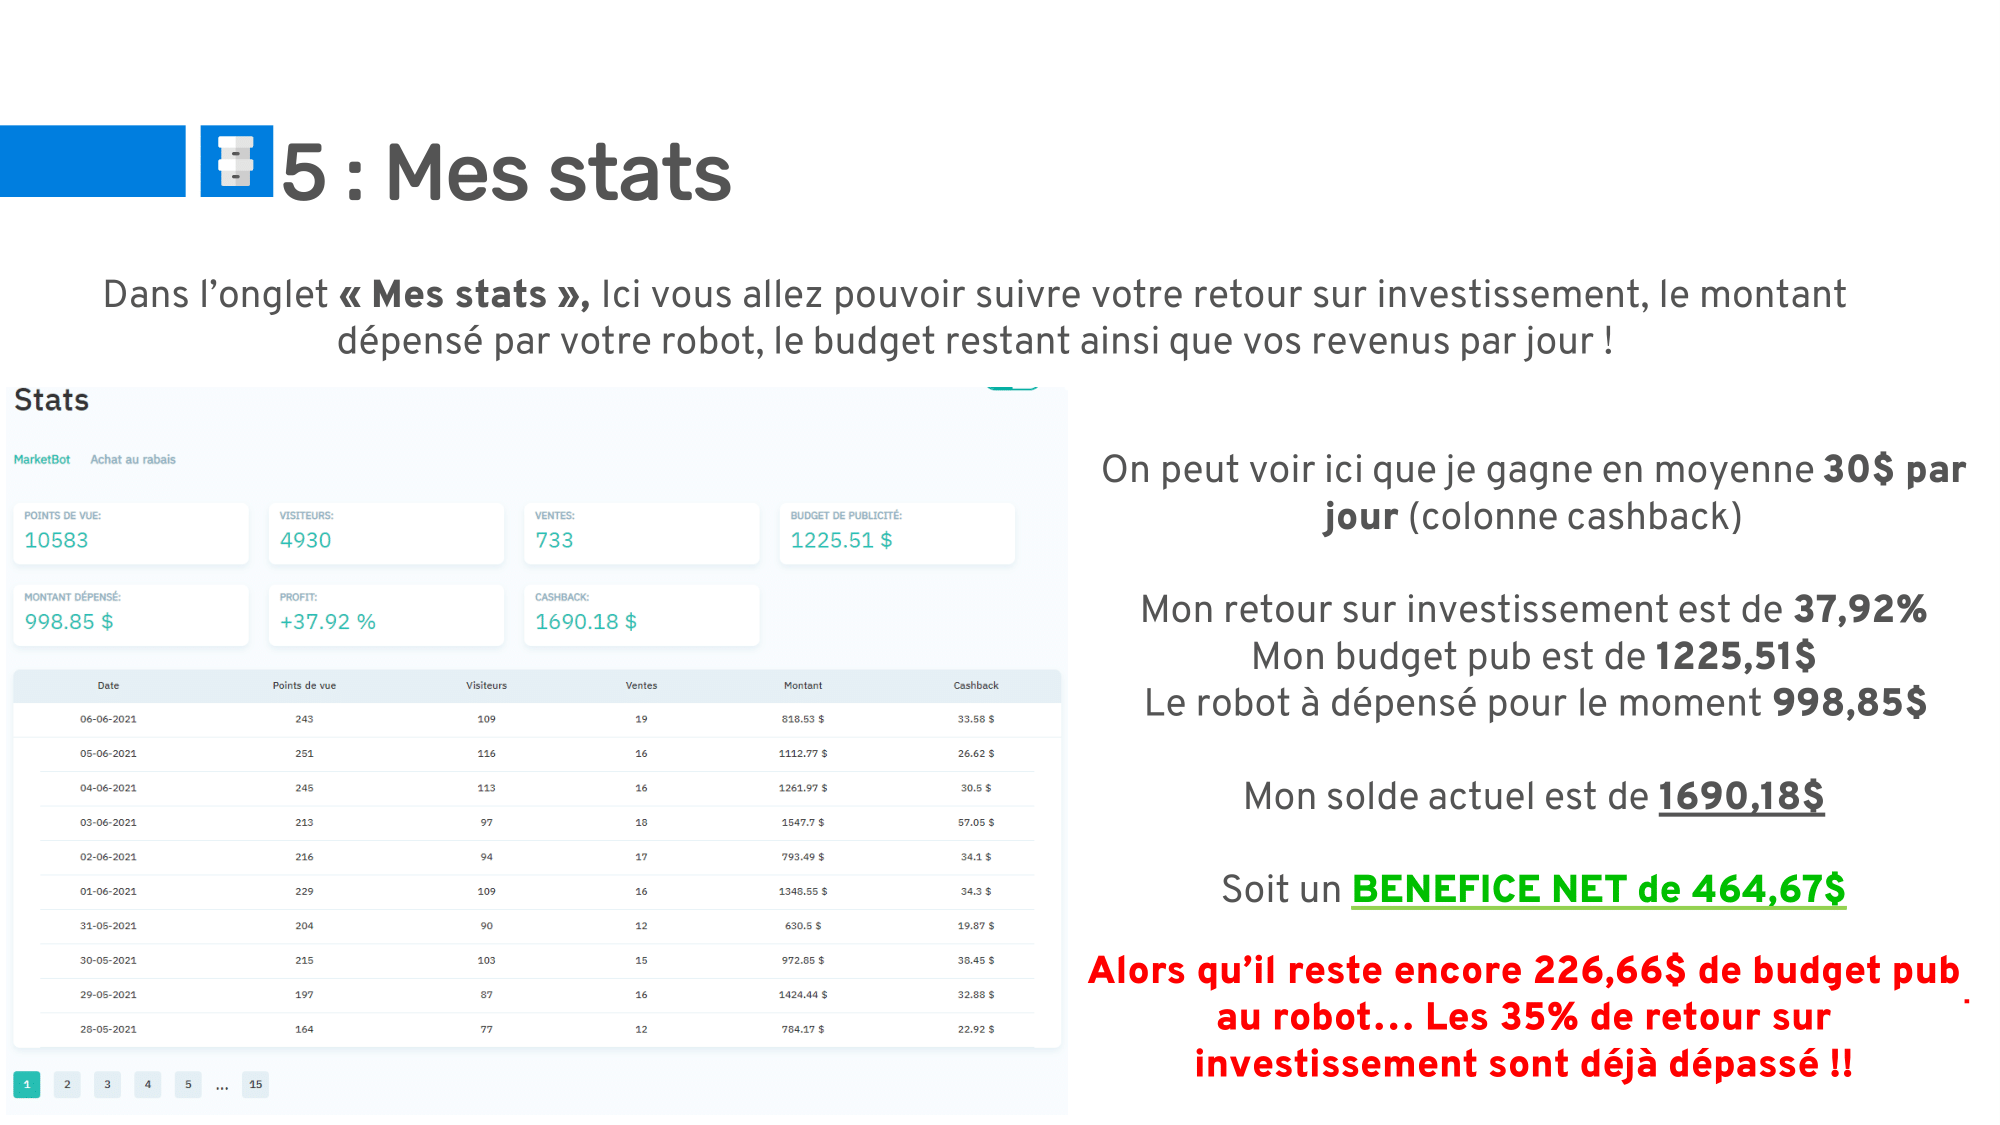 5 : Mes stats
Dans l’onglet « Mes stats », Ici vous allez pouvoir suivre votre retour sur investissement, le montant
dépensé par votre robot, le budget restant ainsi que vos revenus par jour !
Stats
MarketBot Achat au rabais
POINTS DE VUE: VISITEURS: VENTES: BUDGET DE PUBLICITÉ:
10583 4930 733 1225.51 $
MONTANT DÉPENSÉ: PROFIT: CASHBACK:
998.85 $ +37.92 % 1690.18 $
Date Points de vue Visiteurs Ventes Montant Cashback
06-06-2021 243 109 19 818.53 $ 33.58 $
05-06-2021 251 116 16 1112.77 $ 26.62 $
04-06-2021 245 113 16 1261.97 $ 30.5 $
03-06-2021 213 97 18 1547.7 $ 57.05 $
02-06-2021 216 94 17 793.49 $ 34.1 $
01-06-2021 229 109 16 1348.55 $ 34.3 $
31-05-2021 204 90 12 630.5 $ 19.87 $
30-05-2021 215 103 15 972.85 $ 38.45 $
29-05-2021 197 87 16 1424.44 $ 32.88 $
28-05-2021 164 77 12 784.17 $ 22.92 $
1 2 3 4 5 ... 15
On peut voir ici que je gagne en moyenne 30$ par
jour (colonne cashback)
Mon retour sur investissement est de 37,92%
Mon budget pub est de 1225,51$
Le robot à dépensé pour le moment 998,85$
Mon solde actuel est de 1690,18$
Soit un BENEFICE NET de 464,67$
Alors qu’il reste encore 226,66$ de budget pub
au robot… Les 35% de retour sur
investissement sont déjà dépassé !!